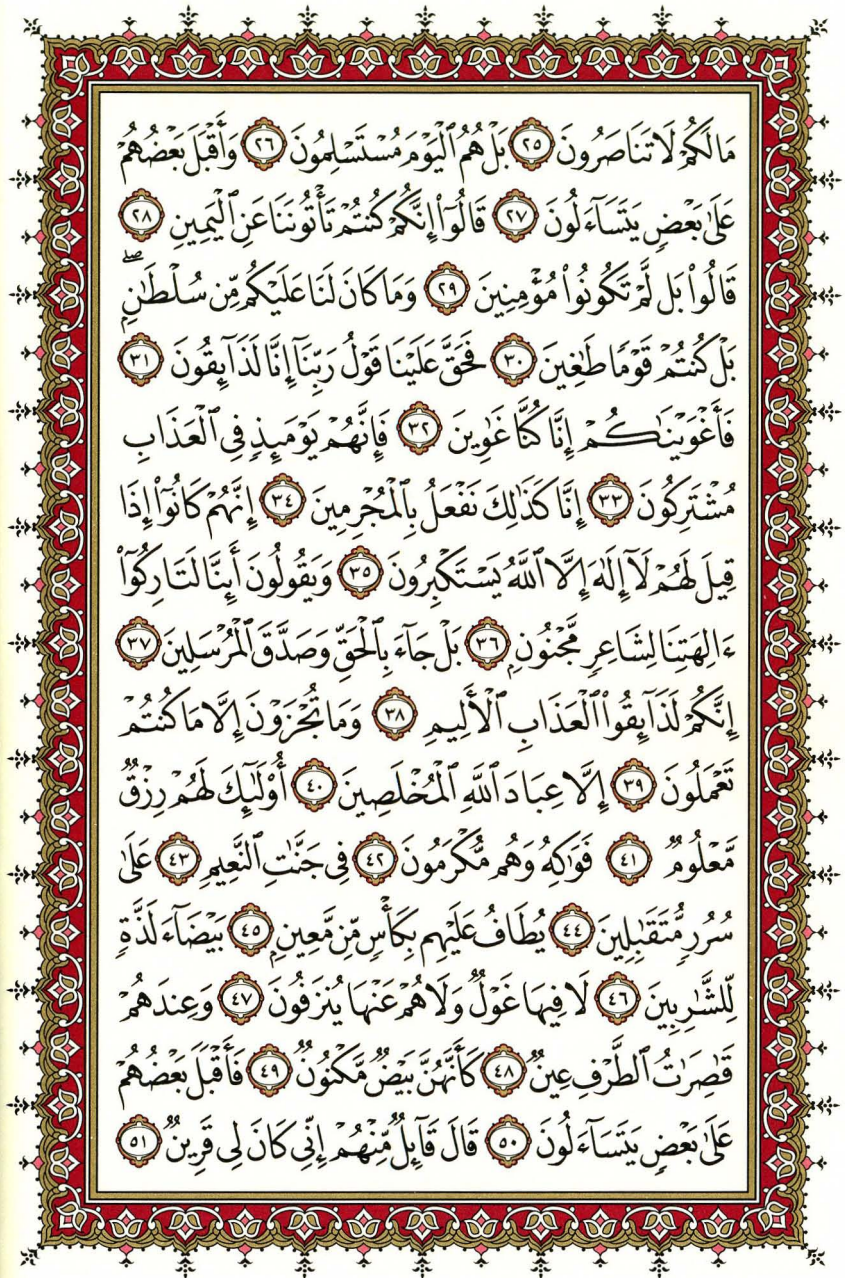 مَالَكُمْ لَا تَنَاصَرُونَ ٢٥ بَلْ هُمُ ٱلْيَوْمَ مُسْتَسْلِمُونَ ٢٦ وَأَقْبَلَ بَعْضُهُمْ
عَلَىٰ بَعْضٍ يَتَسَآءَلُونَ ٢٧ قَالُوٓا۟ إِنَّكُمْ كُنتُمْ تَأْتُونَنَا عَنِ ٱلْيَمِينِ ٢٨
قَالُوا۟ بَل لَّمْ تَكُونُوا۟ مُؤْمِنِينَ ٢٩ وَمَا كَانَ لَنَا عَلَيْكُم مِّن سُلْطَٰنٍۭ ۖ
بَلْ كُنتُمْ قَوْمًا طَٰغِينَ ٣٠ فَحَقَّ عَلَيْنَا قَوْلُ رَبِّنَآ إِنَّا لَذَآئِقُونَ ٣١
فَأَغْوَيْنَٰكُمْ إِنَّا كُنَّا غَٰوِينَ ٣٢ فَإِنَّهُمْ يَوْمَئِذٍ فِى ٱلْعَذَابِ
مُشْتَرِكُونَ ٣٣ إِنَّا كَذَٰلِكَ نَفْعَلُ بِٱلْمُجْرِمِينَ ٣٤ إِنَّهُمْ كَانُوٓا۟ إِذَا
قِيلَ لَهُمْ لَآ إِلَٰهَ إِلَّا ٱللَّهُ يَسْتَكْبِرُونَ ٣٥ وَيَقُولُونَ أَئِنَّا لَتَارِكُوٓا۟
ءَالِهَتِنَا لِشَاعِرٍ مَّجْنُونٍۭ ٣٦ بَلْ جَآءَ بِٱلْحَقِّ وَصَدَّقَ ٱلْمُرْسَلِينَ ٣٧
إِنَّكُمْ لَذَآئِقُوا۟ ٱلْعَذَابِ ٱلْأَلِيمِ ٣٨ وَمَا تُجْزَوْنَ إِلَّا مَا كُنتُمْ
تَعْمَلُونَ ٣٩ إِلَّا عِبَادَ ٱللَّهِ ٱلْمُخْلَصِينَ ٤٠ أُو۟لَٰٓئِكَ لَهُمْ رِزْقٌ
مَّعْلُومٌ ٤١ فَوَٰكِهُ وَهُم مُّكْرَمُونَ ٤٢ فِى جَنَّٰتِ ٱلنَّعِيمِ ٤٣ عَلَىٰ
سُرُرٍ مُّتَقَٰبِلِينَ ٤٤ يُطَافُ عَلَيْهِم بِكَأْسٍ مِّن مَّعِينٍۭ ٤٥ بَيْضَآءَ لَذَّةٍ
لِّلشَّٰرِبِينَ ٤٦ لَا فِيهَا غَوْلٌ وَلَا هُمْ عَنْهَا يُنزَفُونَ ٤٧ وَعِندَهُمْ
قَٰصِرَٰتُ ٱلطَّرْفِ عِينٌ ٤٨ كَأَنَّهُنَّ بَيْضٌ مَّكْنُونٌ ٤٩ فَأَقْبَلَ بَعْضُهُمْ
عَلَىٰ بَعْضٍ يَتَسَآءَلُونَ ٥٠ قَالَ قَآئِلٌ مِّنْهُمْ إِنِّى كَانَ لِى قَرِينٌ ٥١